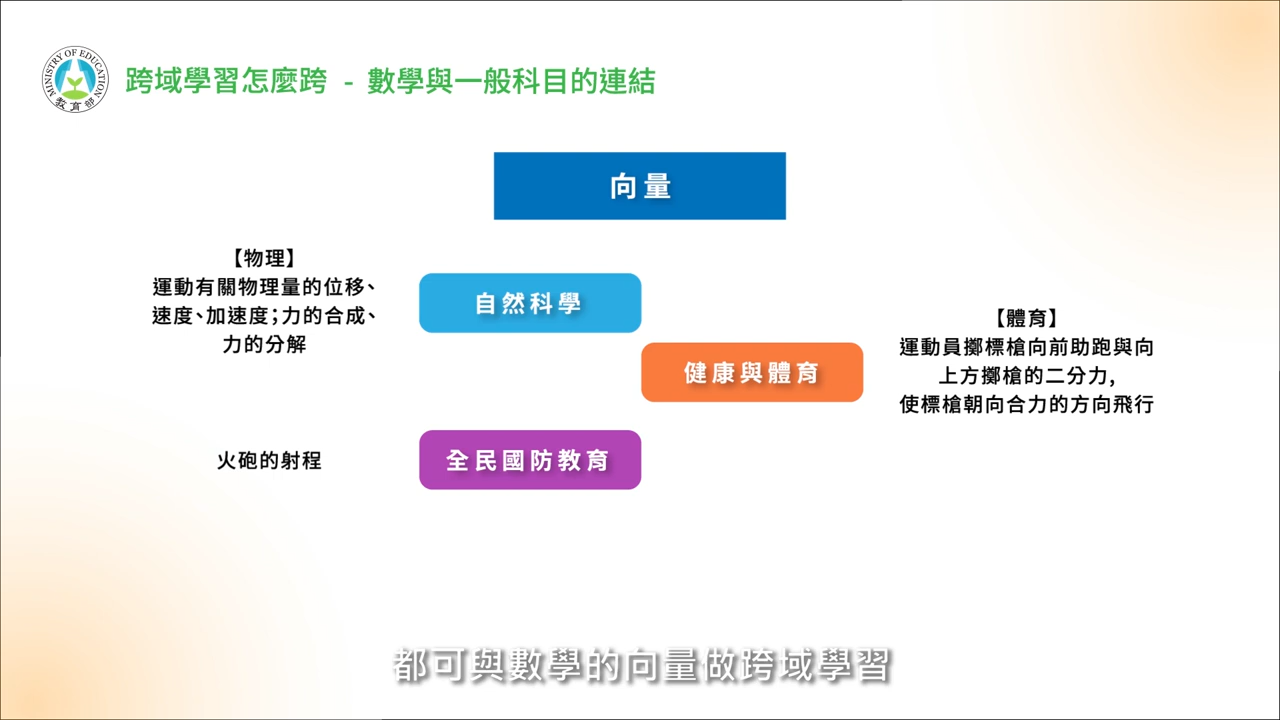 MINISTRY OF EDUCATION
教育部
跨域學習怎麼跨 - 數學與一般科目的連結
向量
【物理】
運動有關物理量的位移、
速度、加速度；力的合成、
力的分解
自然科學
健康與體育
【體育】
運動員擲標槍向前助跑與向
上方擲槍的二分力，
使標槍朝向合力的方向飛行
火砲的射程
全民國防教育
都可與數學的向量做跨域學習